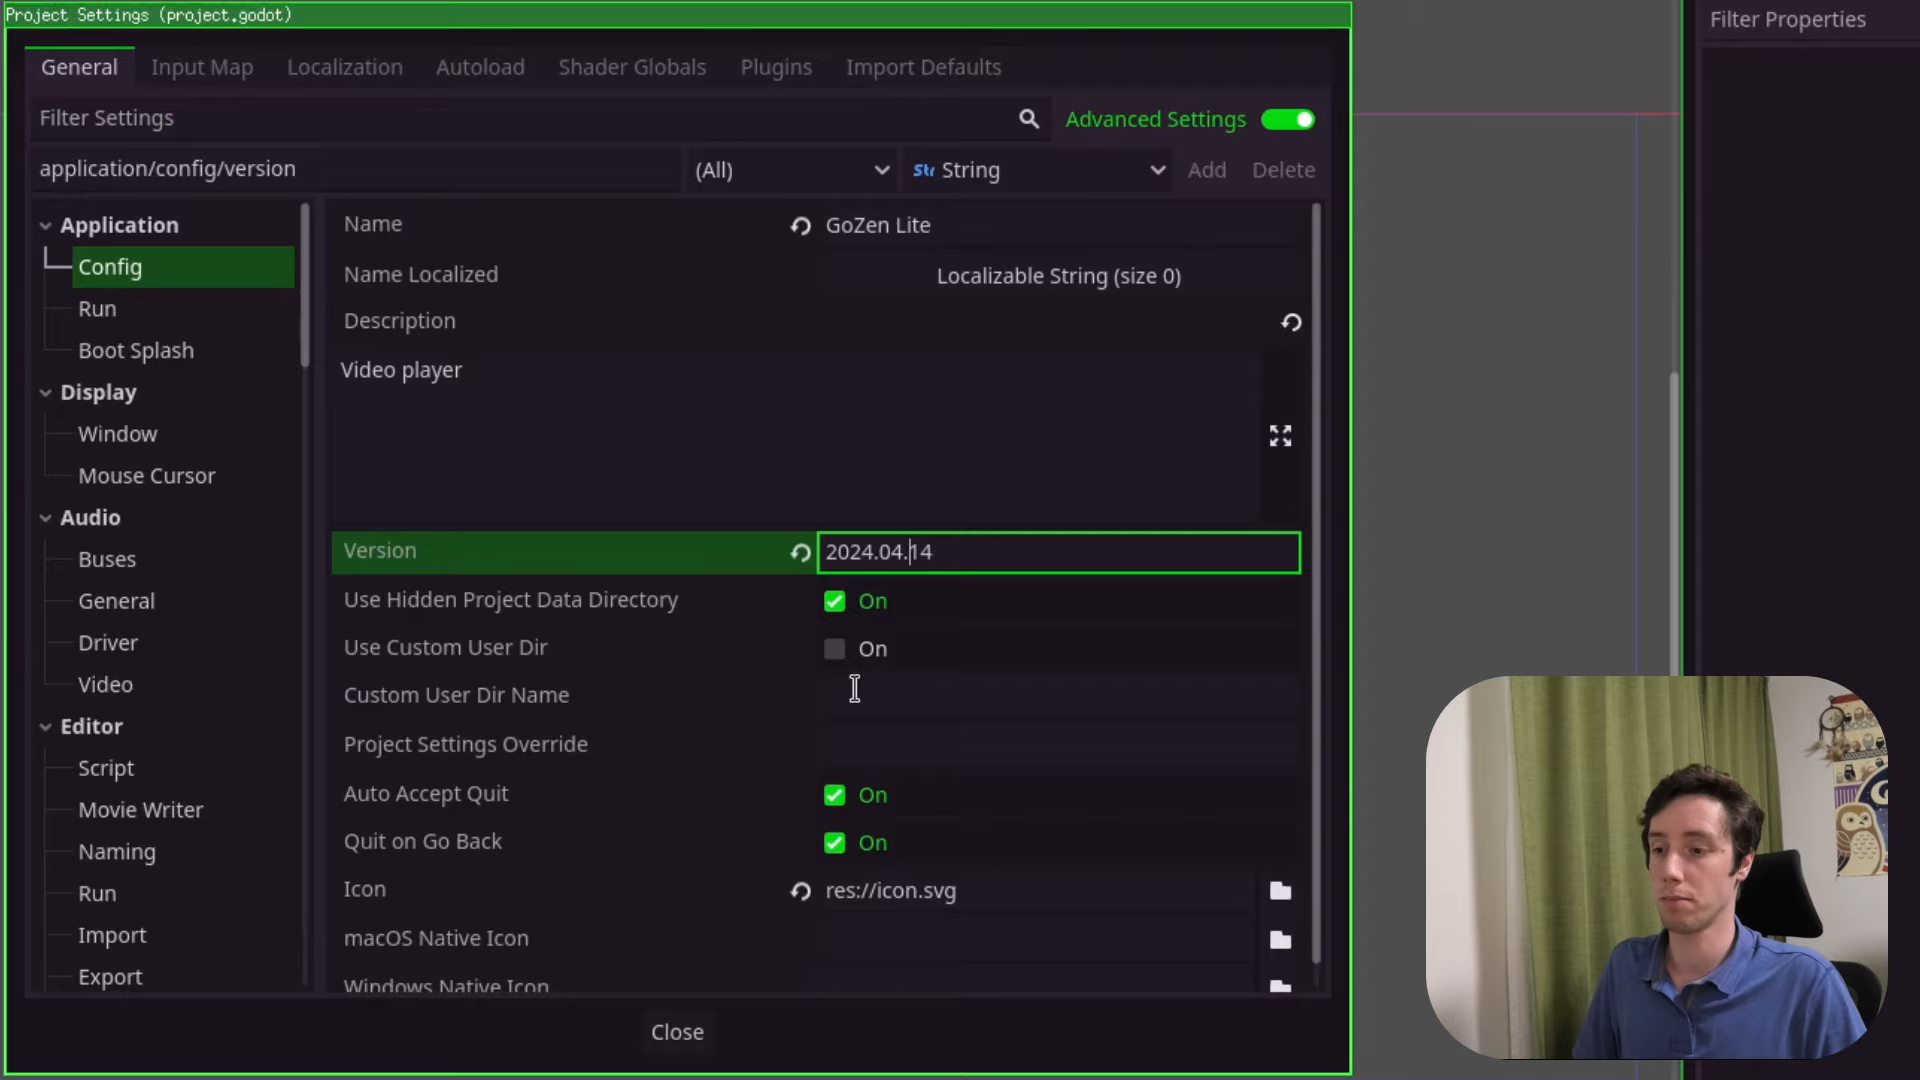 Project Settings (project.godot)
Filter Properties
General Input Map Localization Autoload Shader Globals Plugins Import Defaults
Filter Settings
Advanced Settings
application/config/version
(All)
Str String
Add Delete
Application
Config
Run
Boot Splash
Display
Window
Mouse Cursor
Audio
Buses
General
Driver
Video
Editor
Script
Movie Writer
Naming
Run
Import
Export
Name GoZen Lite
Name Localized Localizable String (size 0)
Description
Video player
Version 2024.04.14
Use Hidden Project Data Directory On
Use Custom User Dir On
Custom User Dir Name
Project Settings Override
Auto Accept Quit On
Quit on Go Back On
Icon res://icon.svg
macOS Native Icon
Windows Native Icon
Close